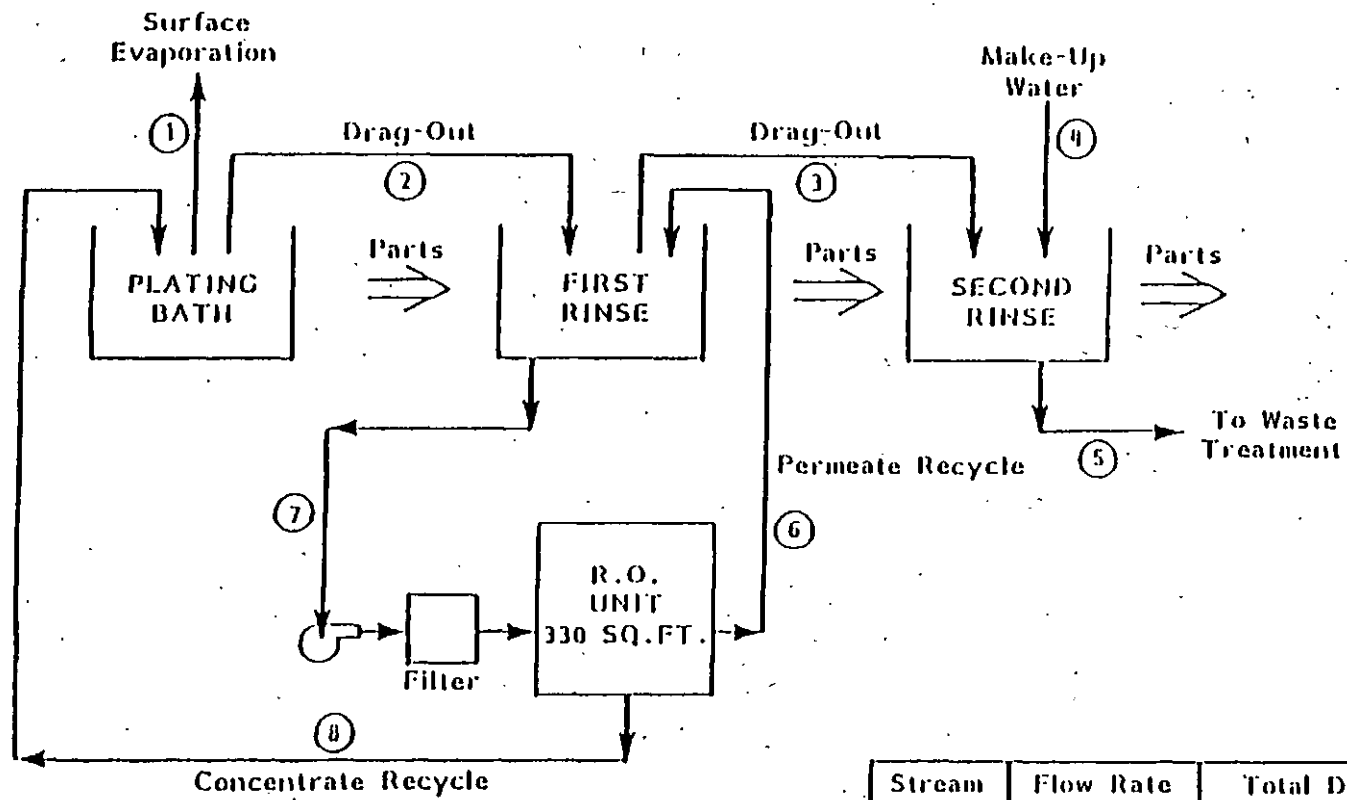 Surface
Evaporation
Make-Up
Water
1
Drag-Out
Drag-Out
4
2
3
Parts
Parts
Parts
PLATING
BATH
FIRST
RINSE
SECOND
RINSE
To Waste
Treatment
5
Permeate Recycle
7
6
R.O.
UNIT
330 SQ.FT.
Filter
8
Concentrate Recycle
Stream
Flow Rate
Total D